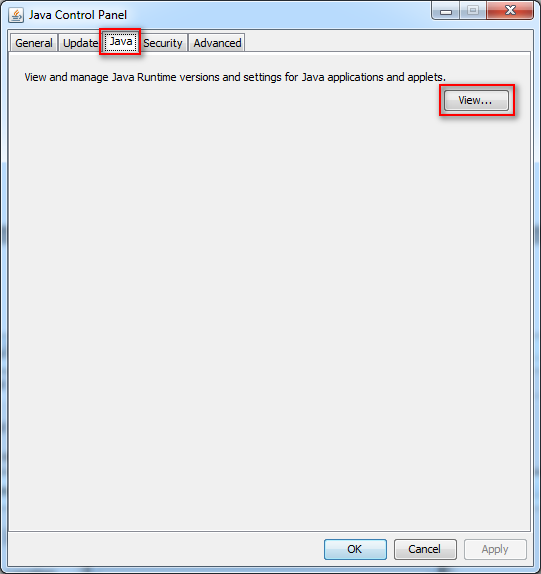 Java Control Panel
General Update Java Security Advanced
View and manage Java Runtime versions and settings for Java applications and applets.
View...
OK Cancel Apply